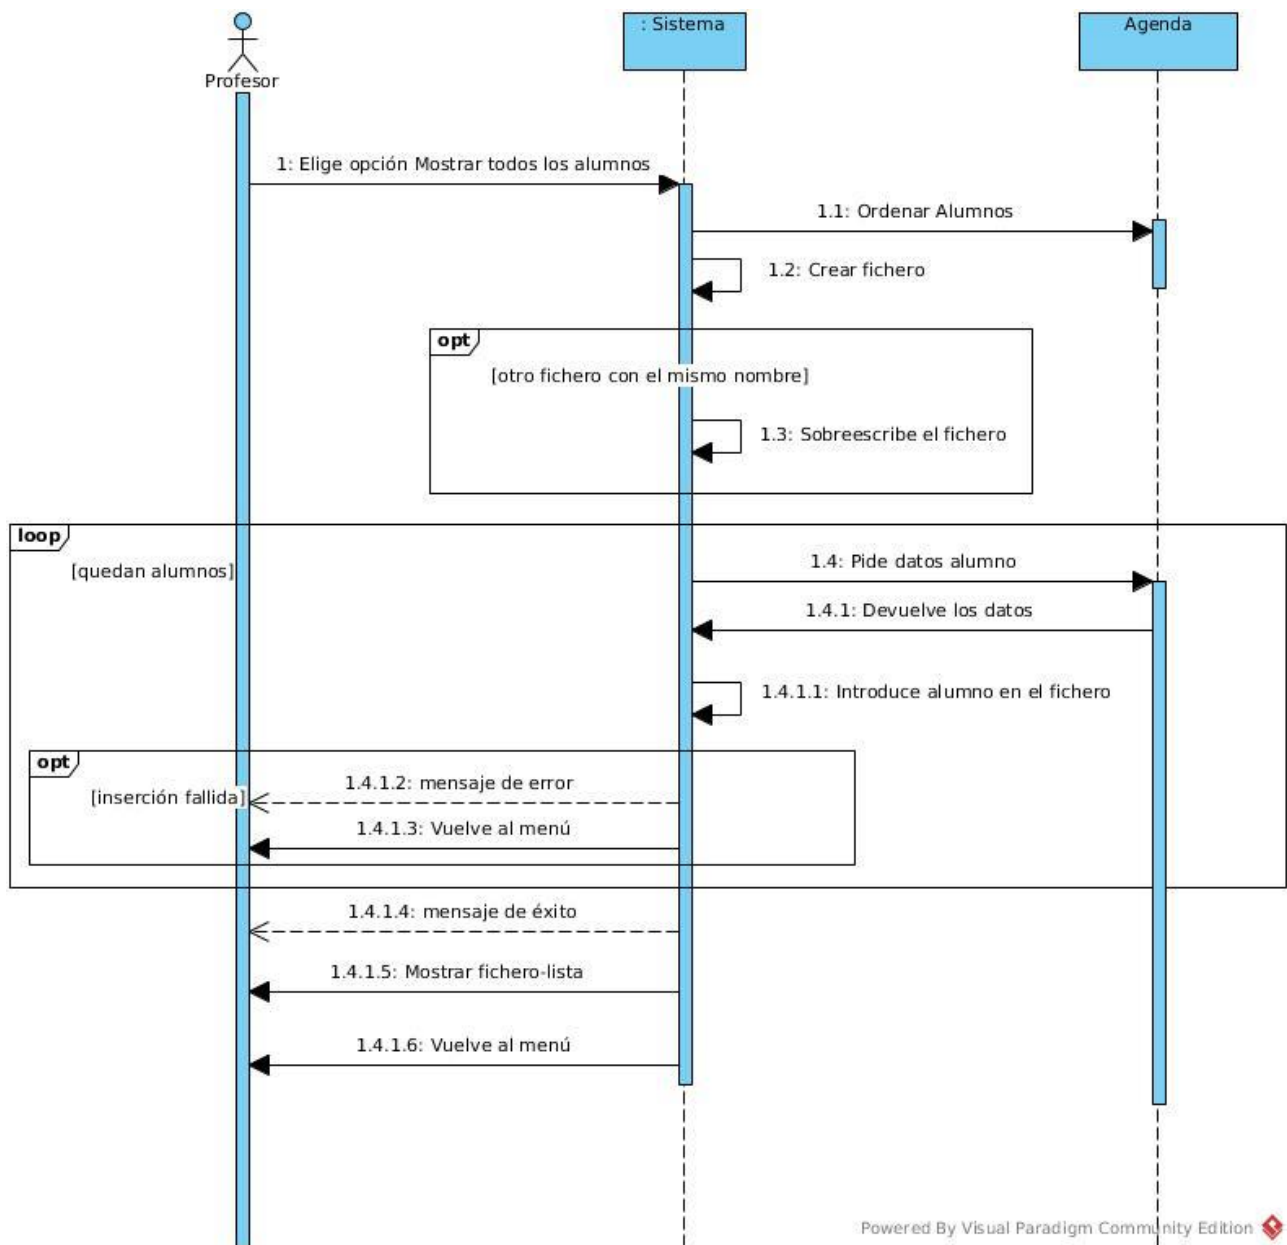 : Sistema
Agenda
Profesor
1: Elige opción Mostrar todos los alumnos
1.1: Ordenar Alumnos
1.2: Crear fichero
opt
[otro fichero con el mismo nombre]
1.3: Sobreescribe el fichero
loop
[quedan alumnos]
1.4: Pide datos alumno
1.4.1: Devuelve los datos
1.4.1.1: Introduce alumno en el fichero
opt
[inserción fallida]
1.4.1.2: mensaje de error
1.4.1.3: Vuelve al menú
1.4.1.4: mensaje de éxito
1.4.1.5: Mostrar fichero-lista
1.4.1.6: Vuelve al menú
Powered By Visual Paradigm Community Edition